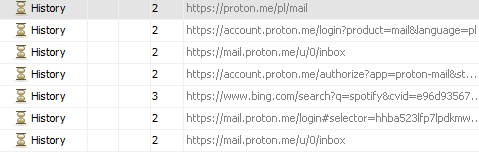 History 2 https://proton.me/pl/mail
History 2 https://account.proton.me/login?product=mail&language=pl
History 2 https://mail.proton.me/u/0/inbox
History 2 https://account.proton.me/authorize?app=proton-mail&st...
History 3 https://www.bing.com/search?q=spotify&cvid=e96d93567...
History 2 https://mail.proton.me/login#selector=hhba523lfp7lpdkmw...
History 2 https://mail.proton.me/u/0/inbox